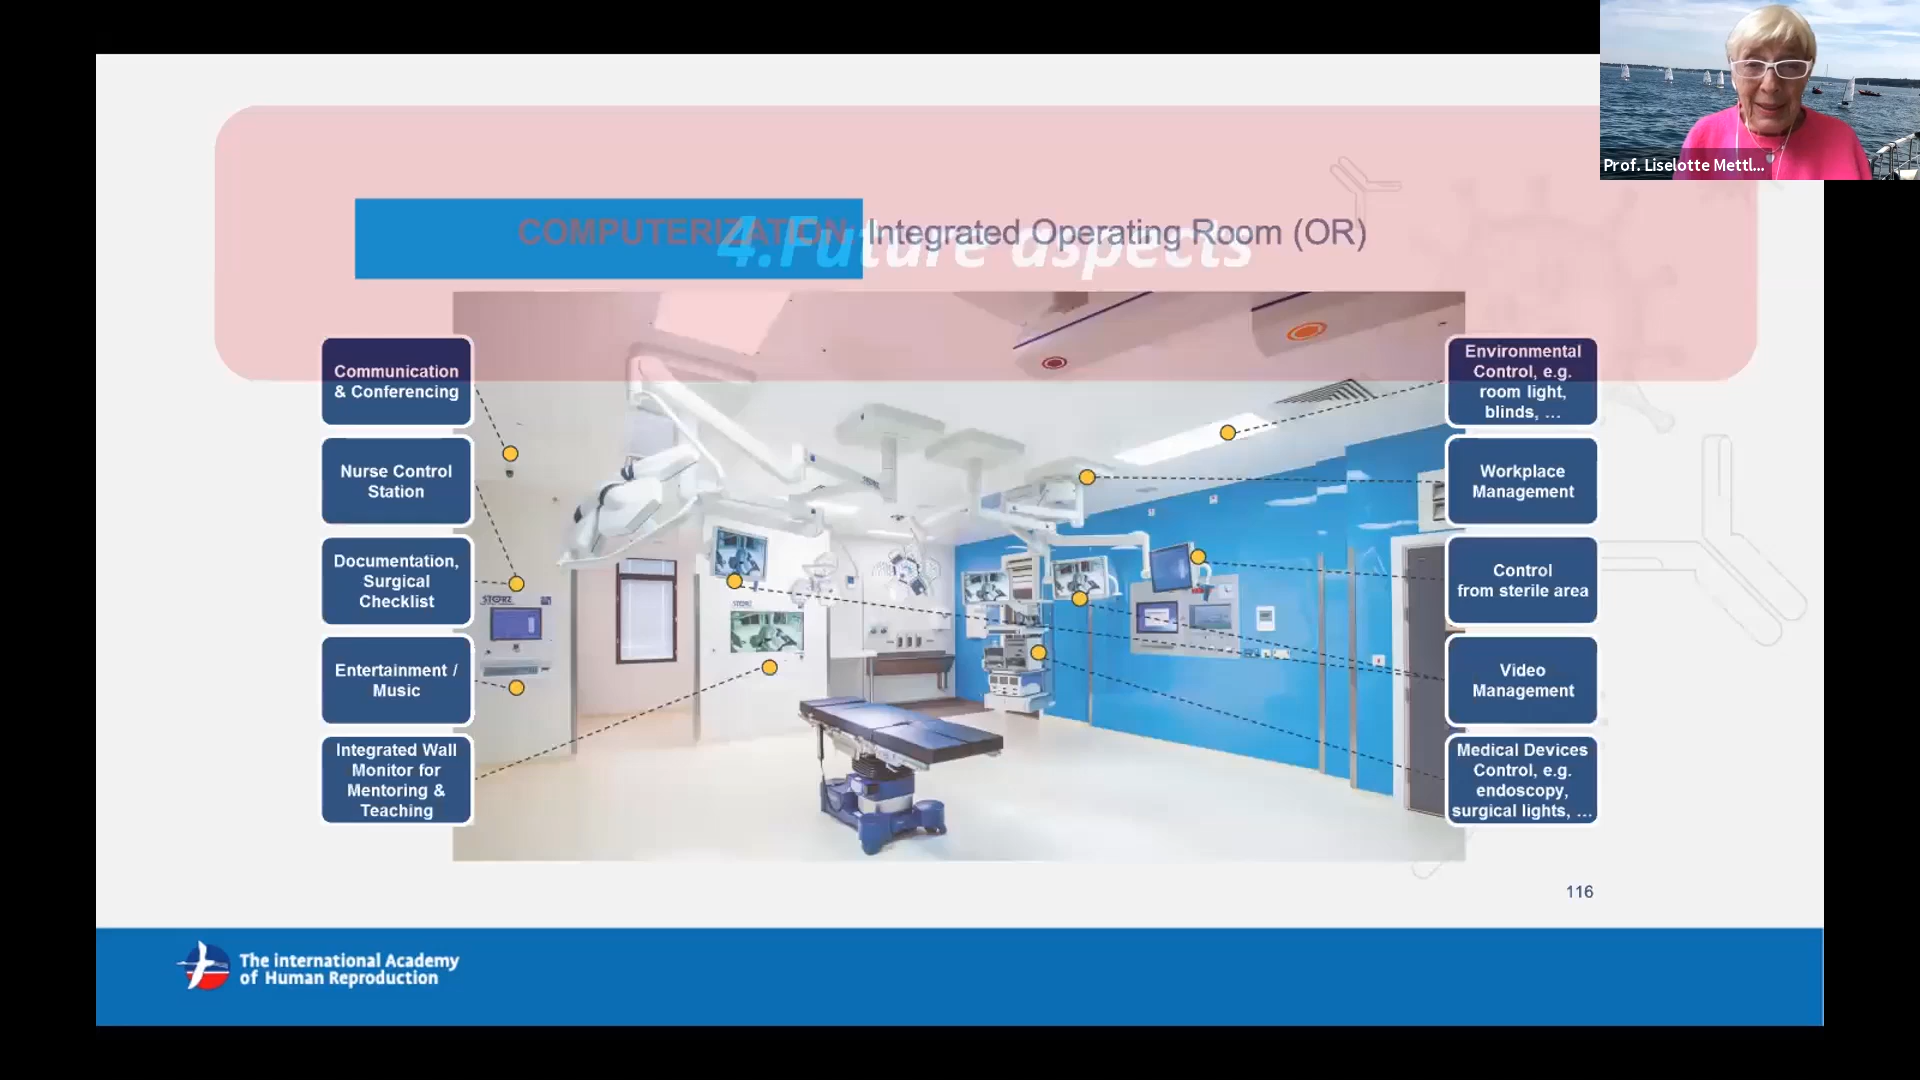 Prof. Liselotte Mettl...
COMPUTERIZATION Integrated Operating Room (OR)
4.Future aspects
Communication
& Conferencing
Nurse Control
Station
Documentation,
Surgical
Checklist
Entertainment /
Music
Integrated Wall
Monitor for
Mentoring &
Teaching
STORZ
STORZ
Environmental
Control, e.g.
room light,
blinds, ...
Workplace
Management
Control
from sterile area
Video
Management
Medical Devices
Control, e.g.
endoscopy,
surgical lights, ...
116
The international Academy
of Human Reproduction